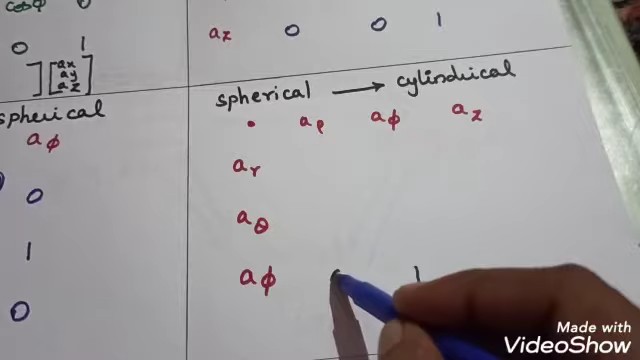 cosϕ 0
az 0 0 1
0 1
] [ax ay az]
spherical
spherical → cylindrical
aϕ
• aρ aϕ az
ar
0
aθ
1
aϕ 1
0
Made with
VideoShow